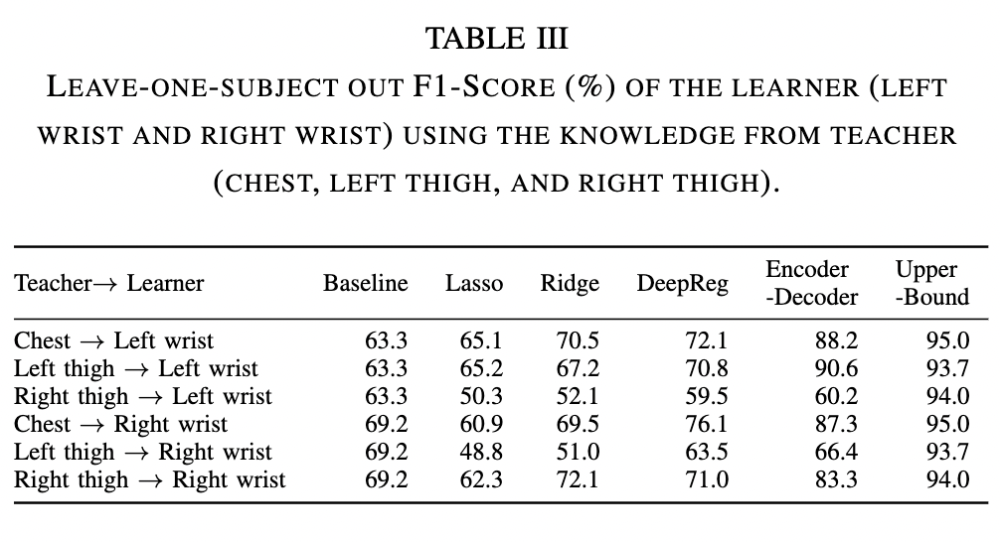 TABLE III
LEAVE-ONE-SUBJECT OUT F1-SCORE (%) OF THE LEARNER (LEFT
WRIST AND RIGHT WRIST) USING THE KNOWLEDGE FROM TEACHER
(CHEST, LEFT THIGH, AND RIGHT THIGH).
Teacher→ Learner Baseline Lasso Ridge DeepReg Encoder -Decoder Upper -Bound
Chest → Left wrist 63.3 65.1 70.5 72.1 88.2 95.0
Left thigh → Left wrist 63.3 65.2 67.2 70.8 90.6 93.7
Right thigh → Left wrist 63.3 50.3 52.1 59.5 60.2 94.0
Chest → Right wrist 69.2 60.9 69.5 76.1 87.3 95.0
Left thigh → Right wrist 69.2 48.8 51.0 63.5 66.4 93.7
Right thigh → Right wrist 69.2 62.3 72.1 71.0 83.3 94.0